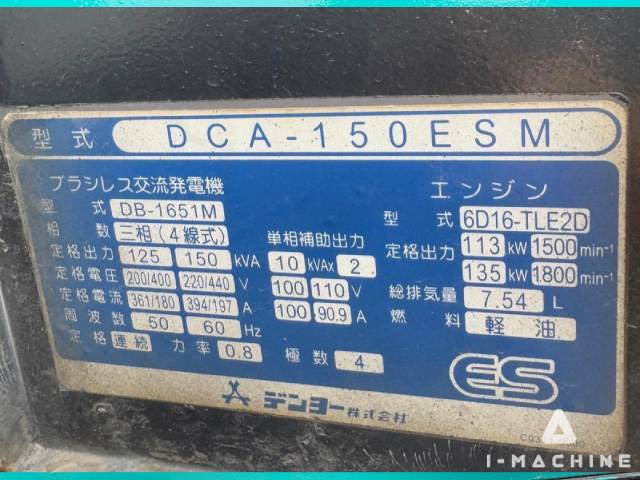 型式 DCA-150ESM
ブラシレス交流発電機
型式 DB-1651M
相数 三相(4線式)
定格出力 125 150 kVA
定格電圧 200/400 220/440 V
定格電流 361/180 394/197 A
周波数 50 60 Hz
定格 連続 力率 0.8 極数 4
単相補助出力
10 kVA× 2
100 110 V
100 90.9 A
エンジン
型式 6D16-TLE2D
定格出力 113 kW 1500 min⁻¹
135 kW 1800 min⁻¹
総排気量 7.54 L
燃料 軽油
ES
デンヨー株式会社
I-MACHINE